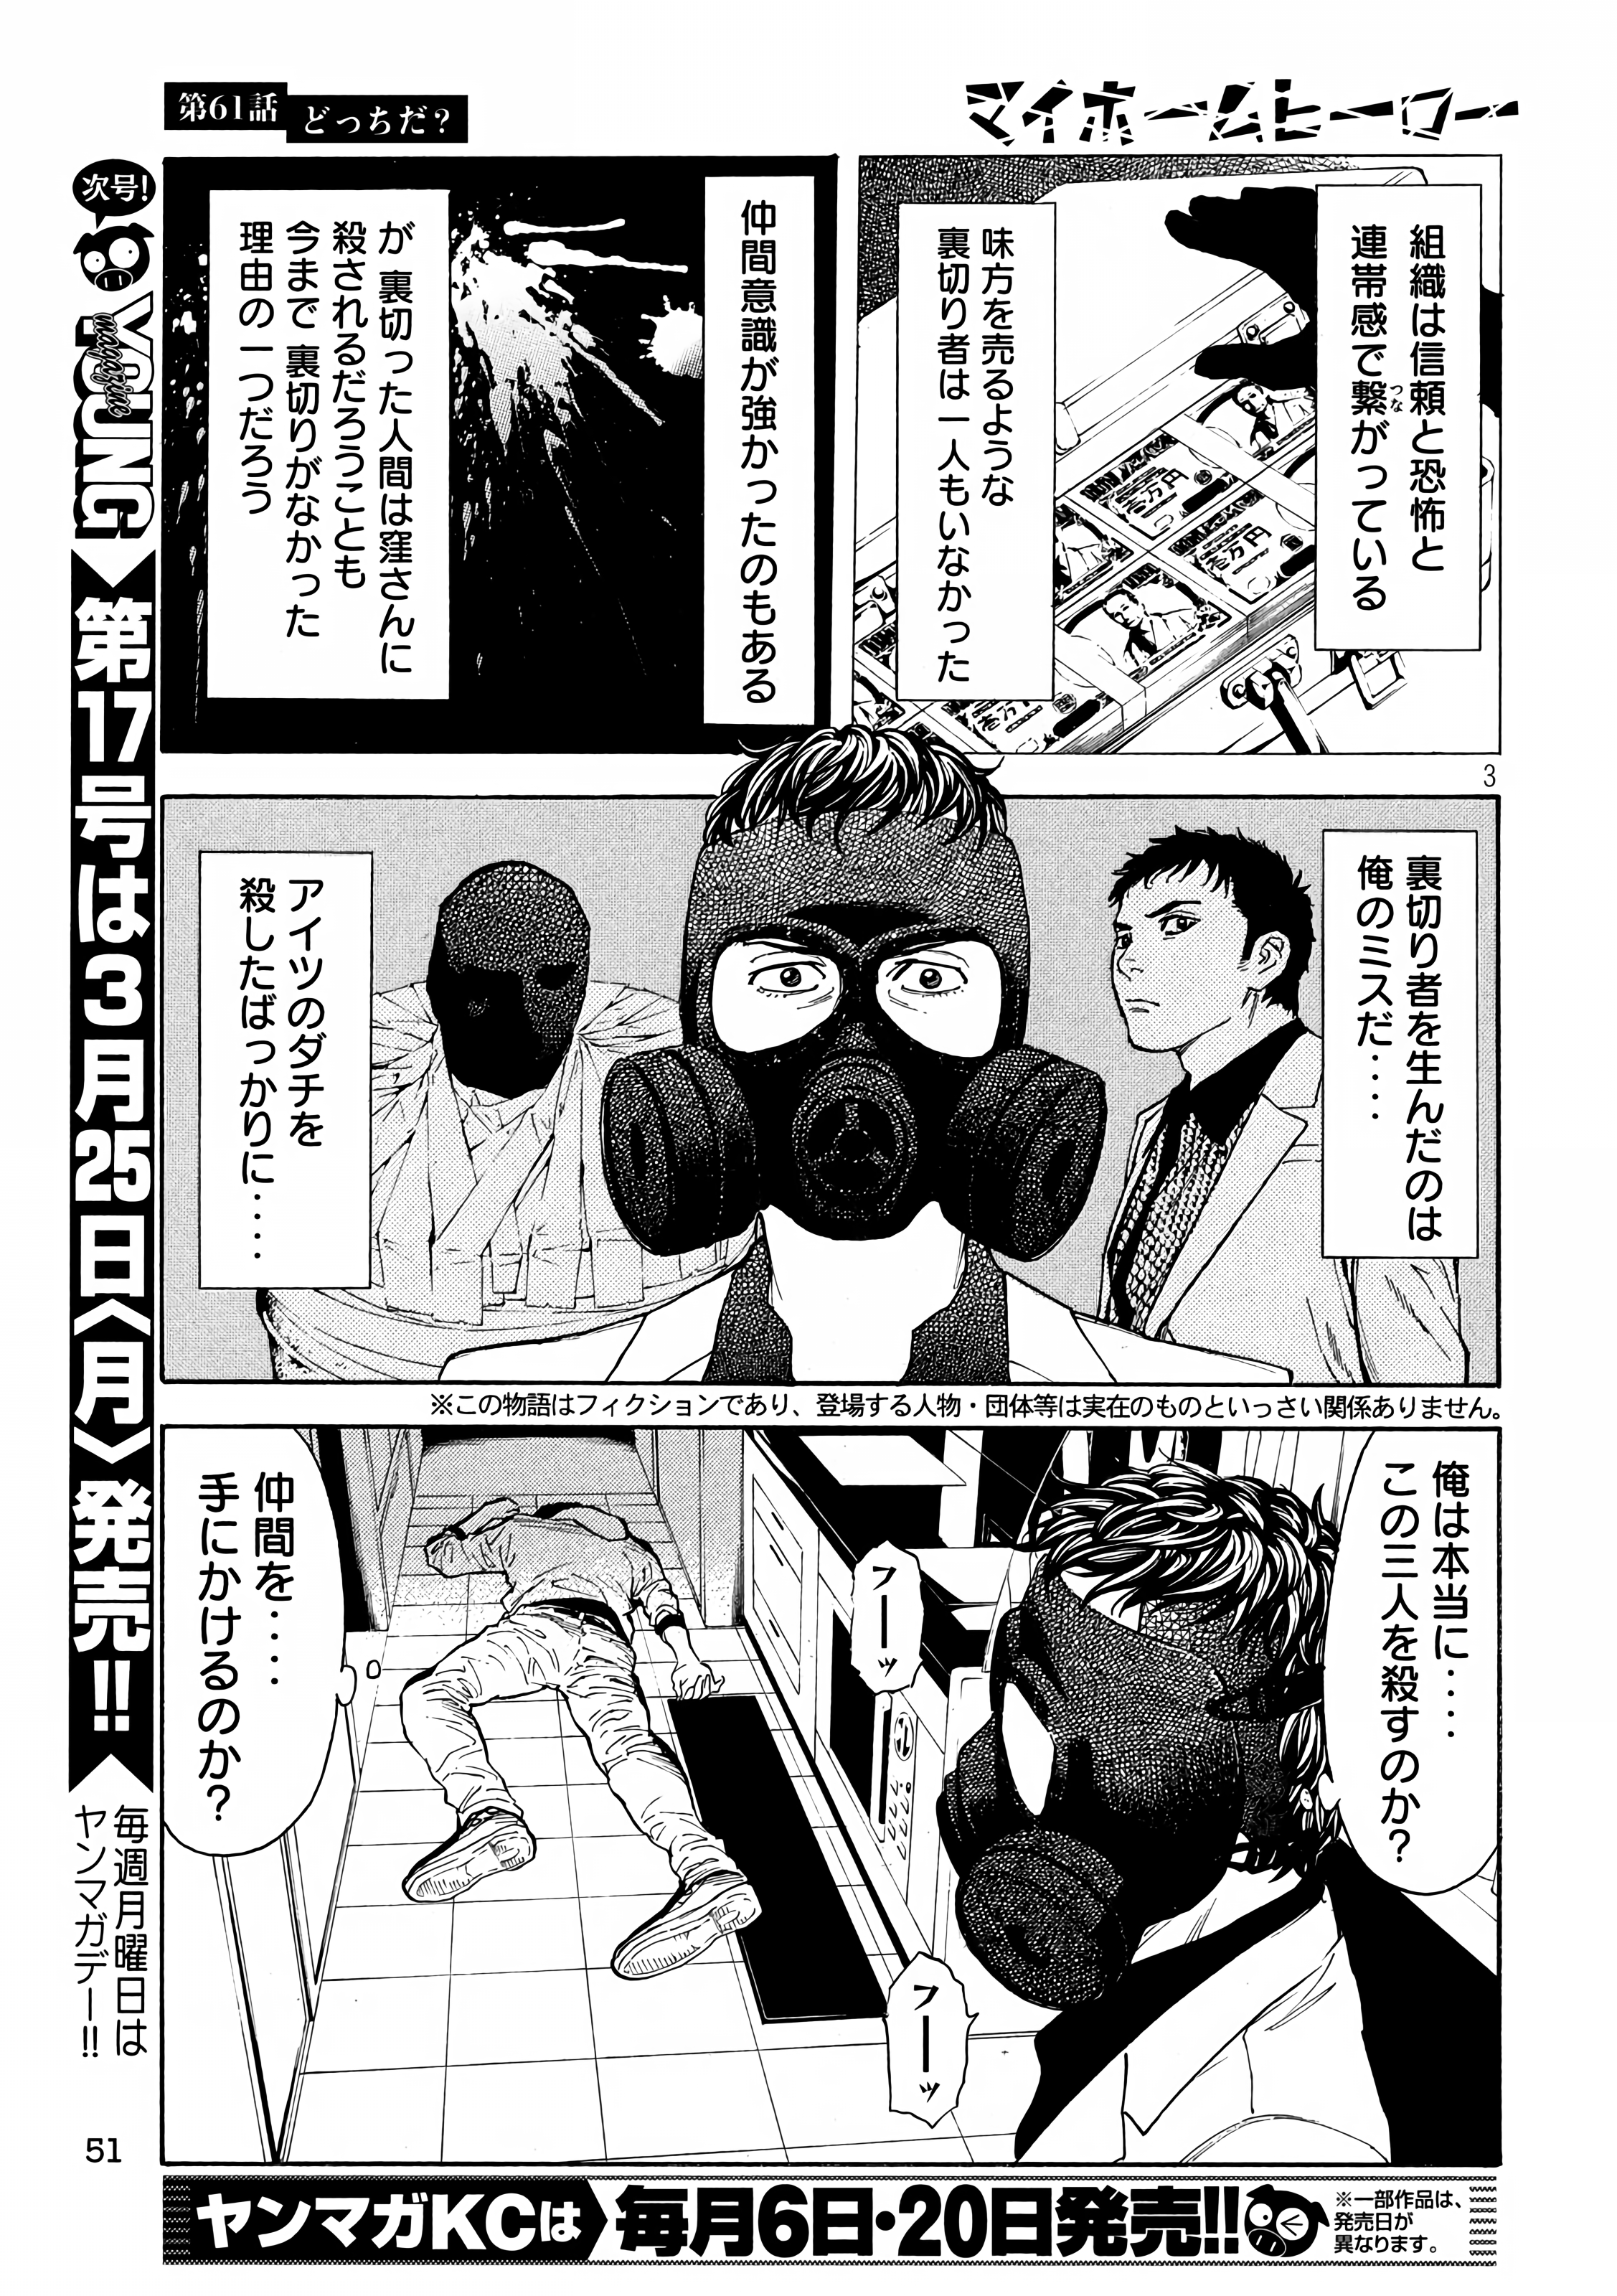 第61話
どっちだ?
マイホームヒーロー
組織は信頼と恐怖と
連帯感で繋がっている
つな
味方を売るような
裏切り者は一人もいなかった
仲間意識が強かったのもある
が 裏切った人間は窪さんに
殺されるだろうことも
今まで 裏切りがなかった
理由の一つだろう
壱万円
壱万円
3
裏切り者を生んだのは
俺のミスだ‥‥
アイツのダチを
殺したばっかりに‥‥
※この物語はフィクションであり、登場する人物・団体等は実在のものといっさい関係ありません。
俺は本当に‥‥
この三人を殺すのか?
フーッ
フーッ
仲間を‥‥
手にかけるのか?
次号!
YOUNG
magazine
第17号は3月25日〈月〉発売!!
毎週月曜日は
ヤンマガデー!!
51
ヤンマガKCは
毎月6日・20日発売!!
※一部作品は、
発売日が
異なります。